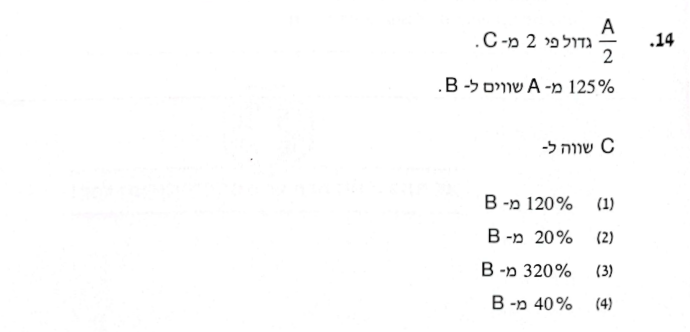 14. A/2 גדול פי 2 מ-C.
125% מ- A שווים ל- B.
C שווה ל-
(1) 120% מ- B
(2) 20% מ- B
(3) 320% מ- B
(4) 40% מ- B